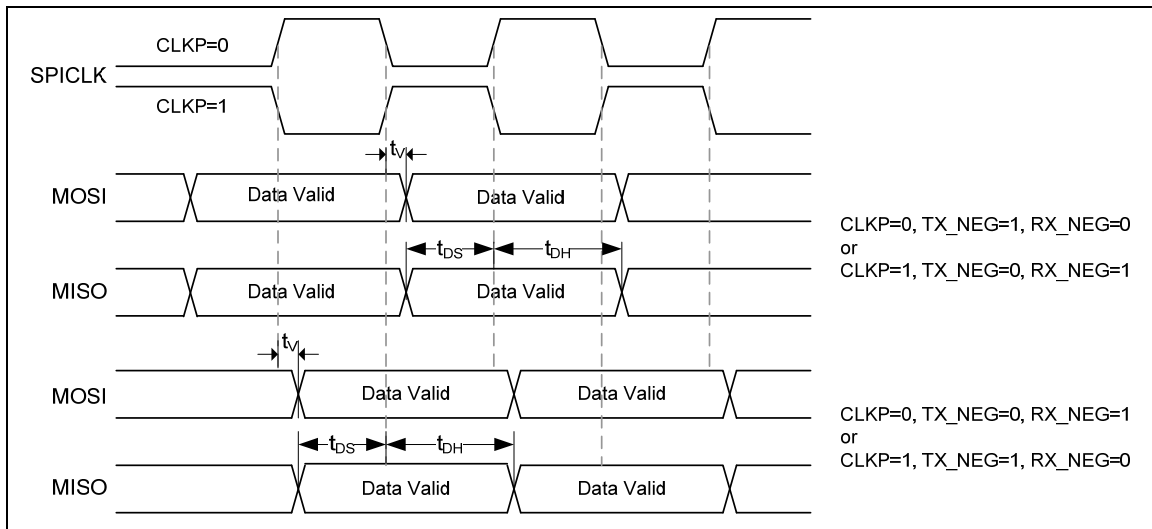 CLKP=0
SPICLK
CLKP=1
tV
MOSI
Data Valid
Data Valid
CLKP=0, TX_NEG=1, RX_NEG=0
or
CLKP=1, TX_NEG=0, RX_NEG=1
tDS
tDH
MISO
Data Valid
Data Valid
tV
MOSI
Data Valid
Data Valid
CLKP=0, TX_NEG=0, RX_NEG=1
or
CLKP=1, TX_NEG=1, RX_NEG=0
tDS
tDH
MISO
Data Valid
Data Valid